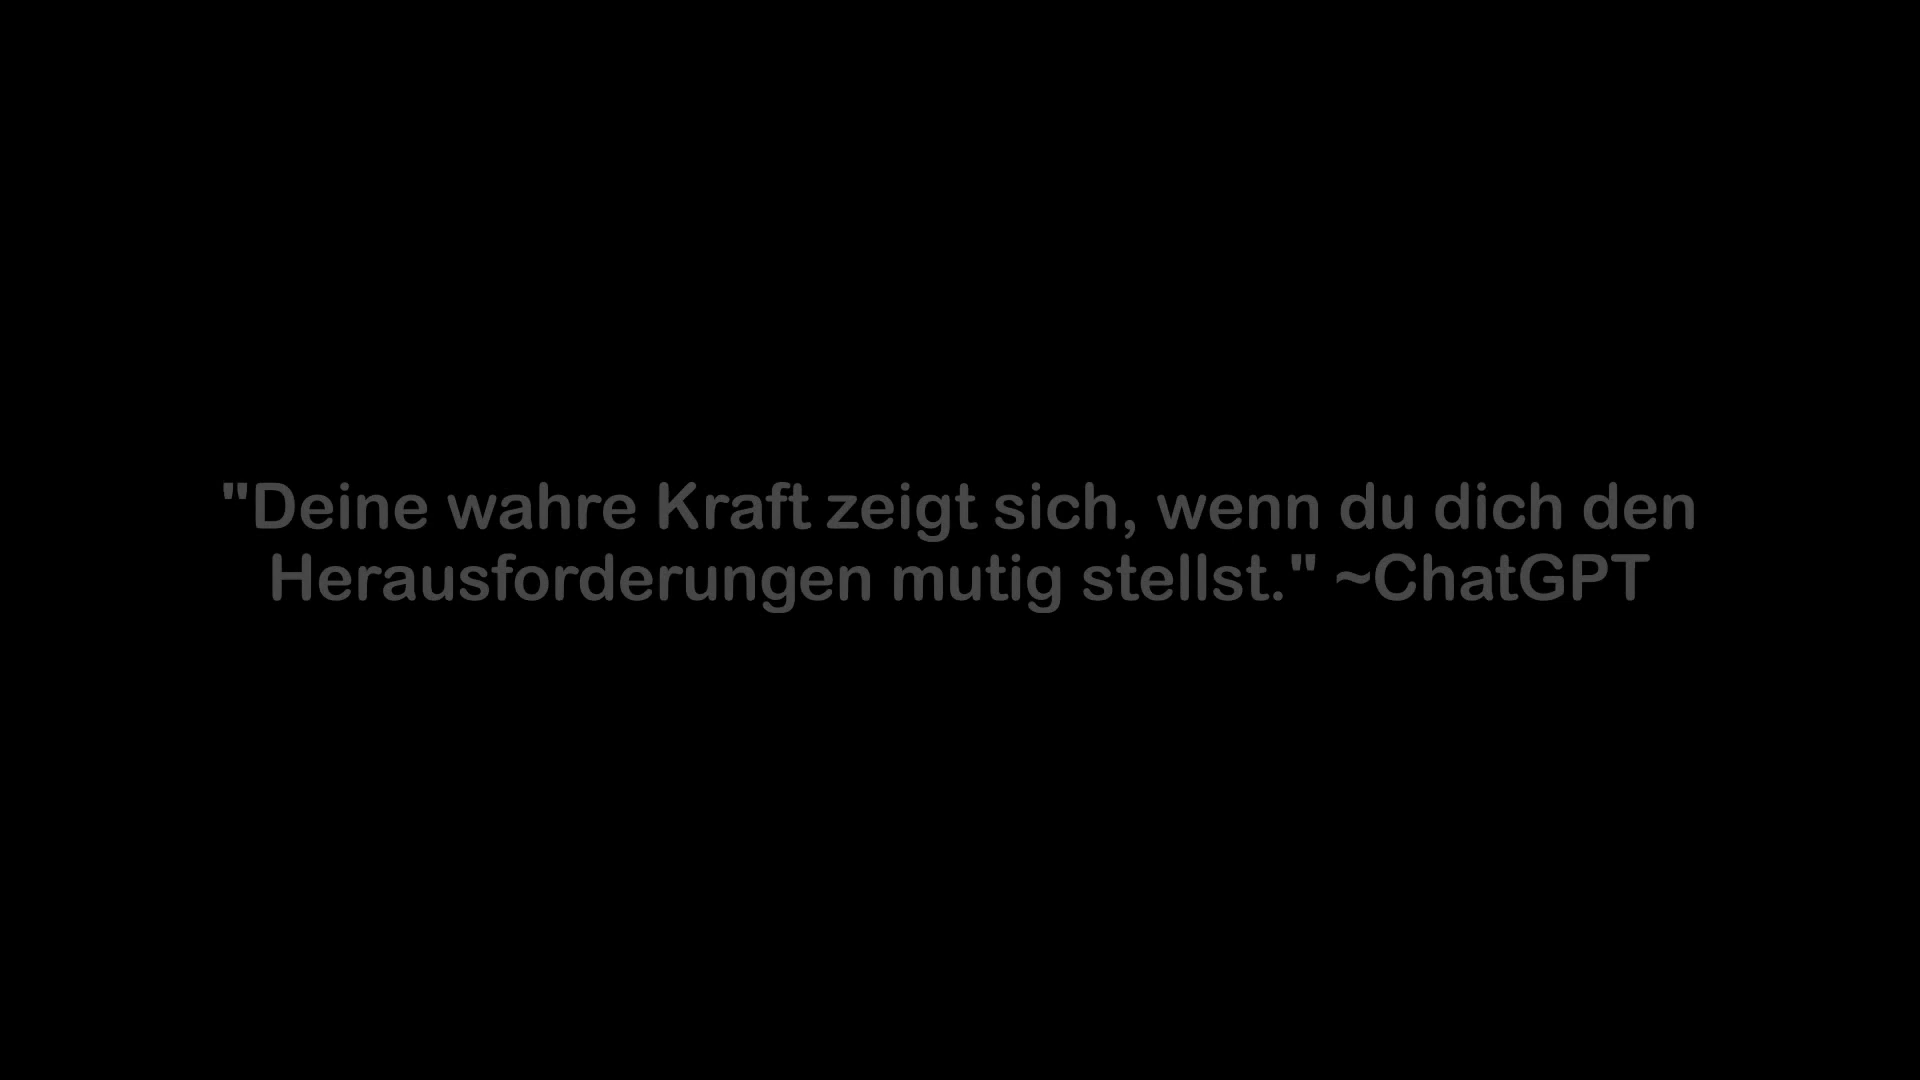 "Deine wahre Kraft zeigt sich, wenn du dich den
Herausforderungen mutig stellst." ~ChatGPT